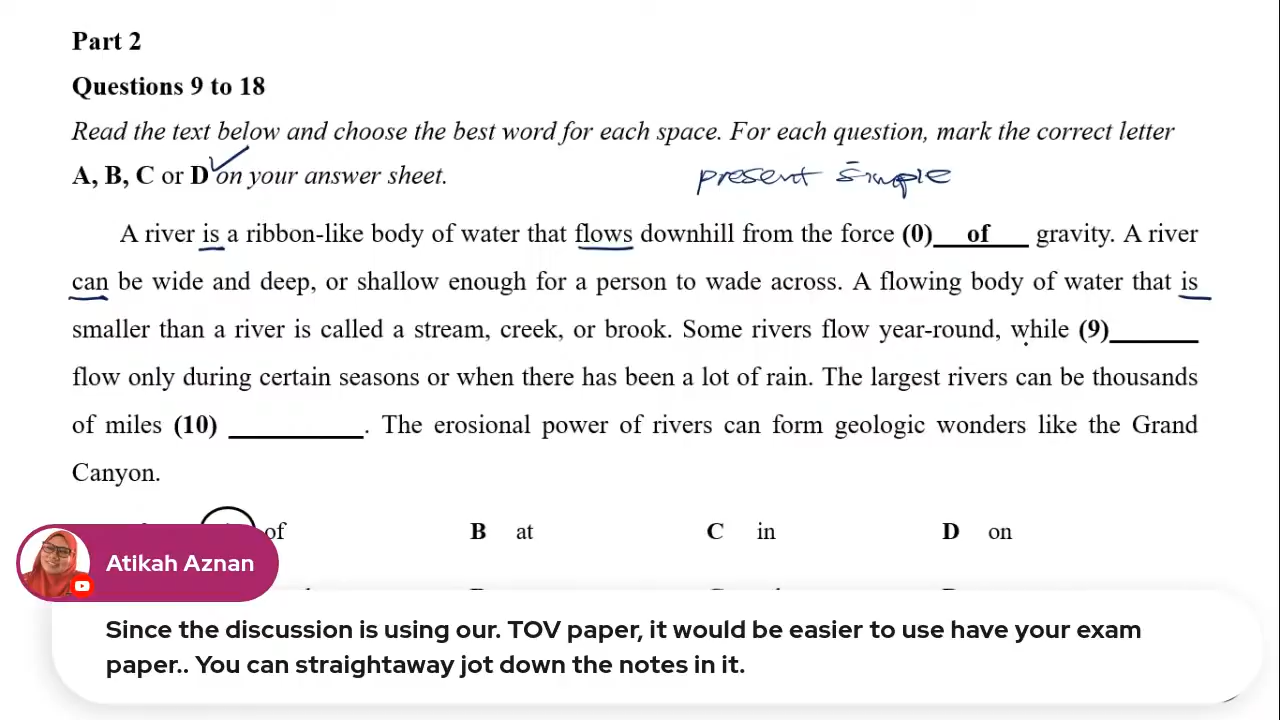 Part 2
Questions 9 to 18
Read the text below and choose the best word for each space. For each question, mark the correct letter
A, B, C or D on your answer sheet.
present simple
A river is a ribbon-like body of water that flows downhill from the force (0) of gravity. A river
can be wide and deep, or shallow enough for a person to wade across. A flowing body of water that is
smaller than a river is called a stream, creek, or brook. Some rivers flow year-round, while (9)
flow only during certain seasons or when there has been a lot of rain. The largest rivers can be thousands
of miles (10) . The erosional power of rivers can form geologic wonders like the Grand
Canyon.
of B at C in D on
Atikah Aznan
Since the discussion is using our. TOV paper, it would be easier to use have your exam
paper.. You can straightaway jot down the notes in it.